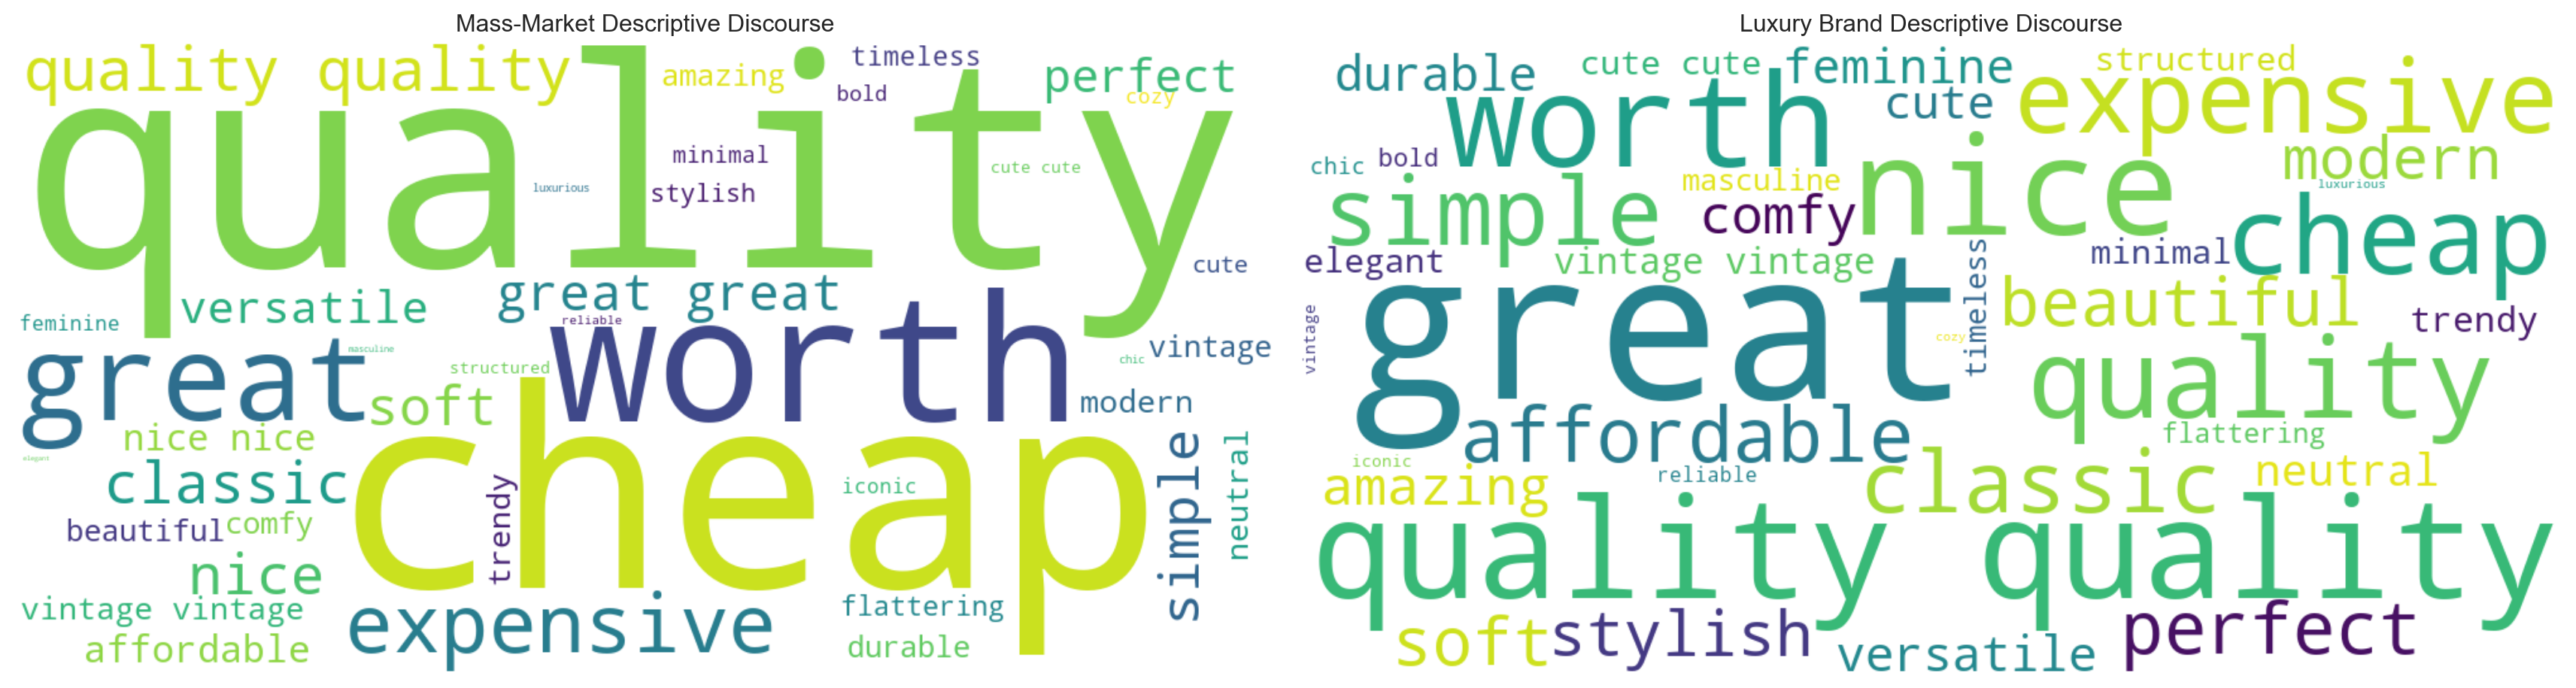 Mass-Market Descriptive Discourse
quality quality
amazing
timeless
bold
perfect
cozy
quality
minimal
cute cute
luxurious
stylish
cute
versatile
great great
feminine
reliable
worth
vintage
masculine
chic
great
structured
soft
modern
nice nice
cheap
simple
neutral
elegant
classic
trendy
iconic
beautiful
comfy
nice
vintage vintage
expensive
flattering
affordable
durable
Luxury Brand Descriptive Discourse
durable
cute cute
feminine
structured
worth
cute
expensive
chic
bold
nice
modern
masculine
luxurious
simple
comfy
cheap
elegant
vintage vintage
timeless
minimal
great
beautiful
vintage
trendy
cozy
quality
affordable
flattering
iconic
amazing
reliable
classic
neutral
quality quality
soft
stylish
versatile
perfect